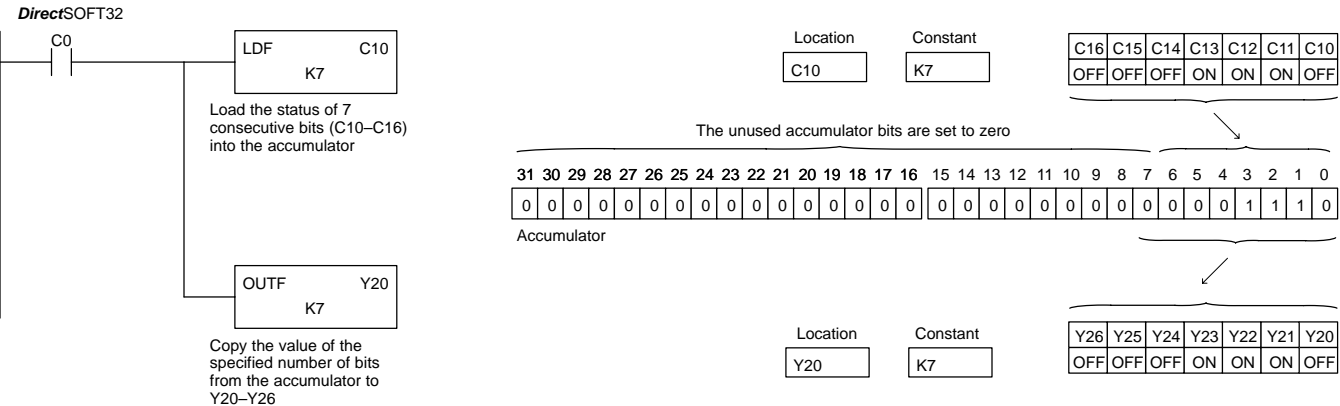 DirectSOFT32
C0
LDF C10
K7
Load the status of 7
consecutive bits (C10–C16)
into the accumulator
OUTF Y20
K7
Copy the value of the
specified number of bits
from the accumulator to
Y20–Y26
Location Constant
C10 K7
C16 C15 C14 C13 C12 C11 C10
OFF OFF OFF ON ON ON OFF
The unused accumulator bits are set to zero
31 30 29 28 27 26 25 24 23 22 21 20 19 18 17 16 15 14 13 12 11 10 9 8 7 6 5 4 3 2 1 0
0 0 0 0 0 0 0 0 0 0 0 0 0 0 0 0 0 0 0 0 0 0 0 0 0 0 0 0 1 1 1 0
Accumulator
Location Constant
Y20 K7
Y26 Y25 Y24 Y23 Y22 Y21 Y20
OFF OFF OFF ON ON ON OFF